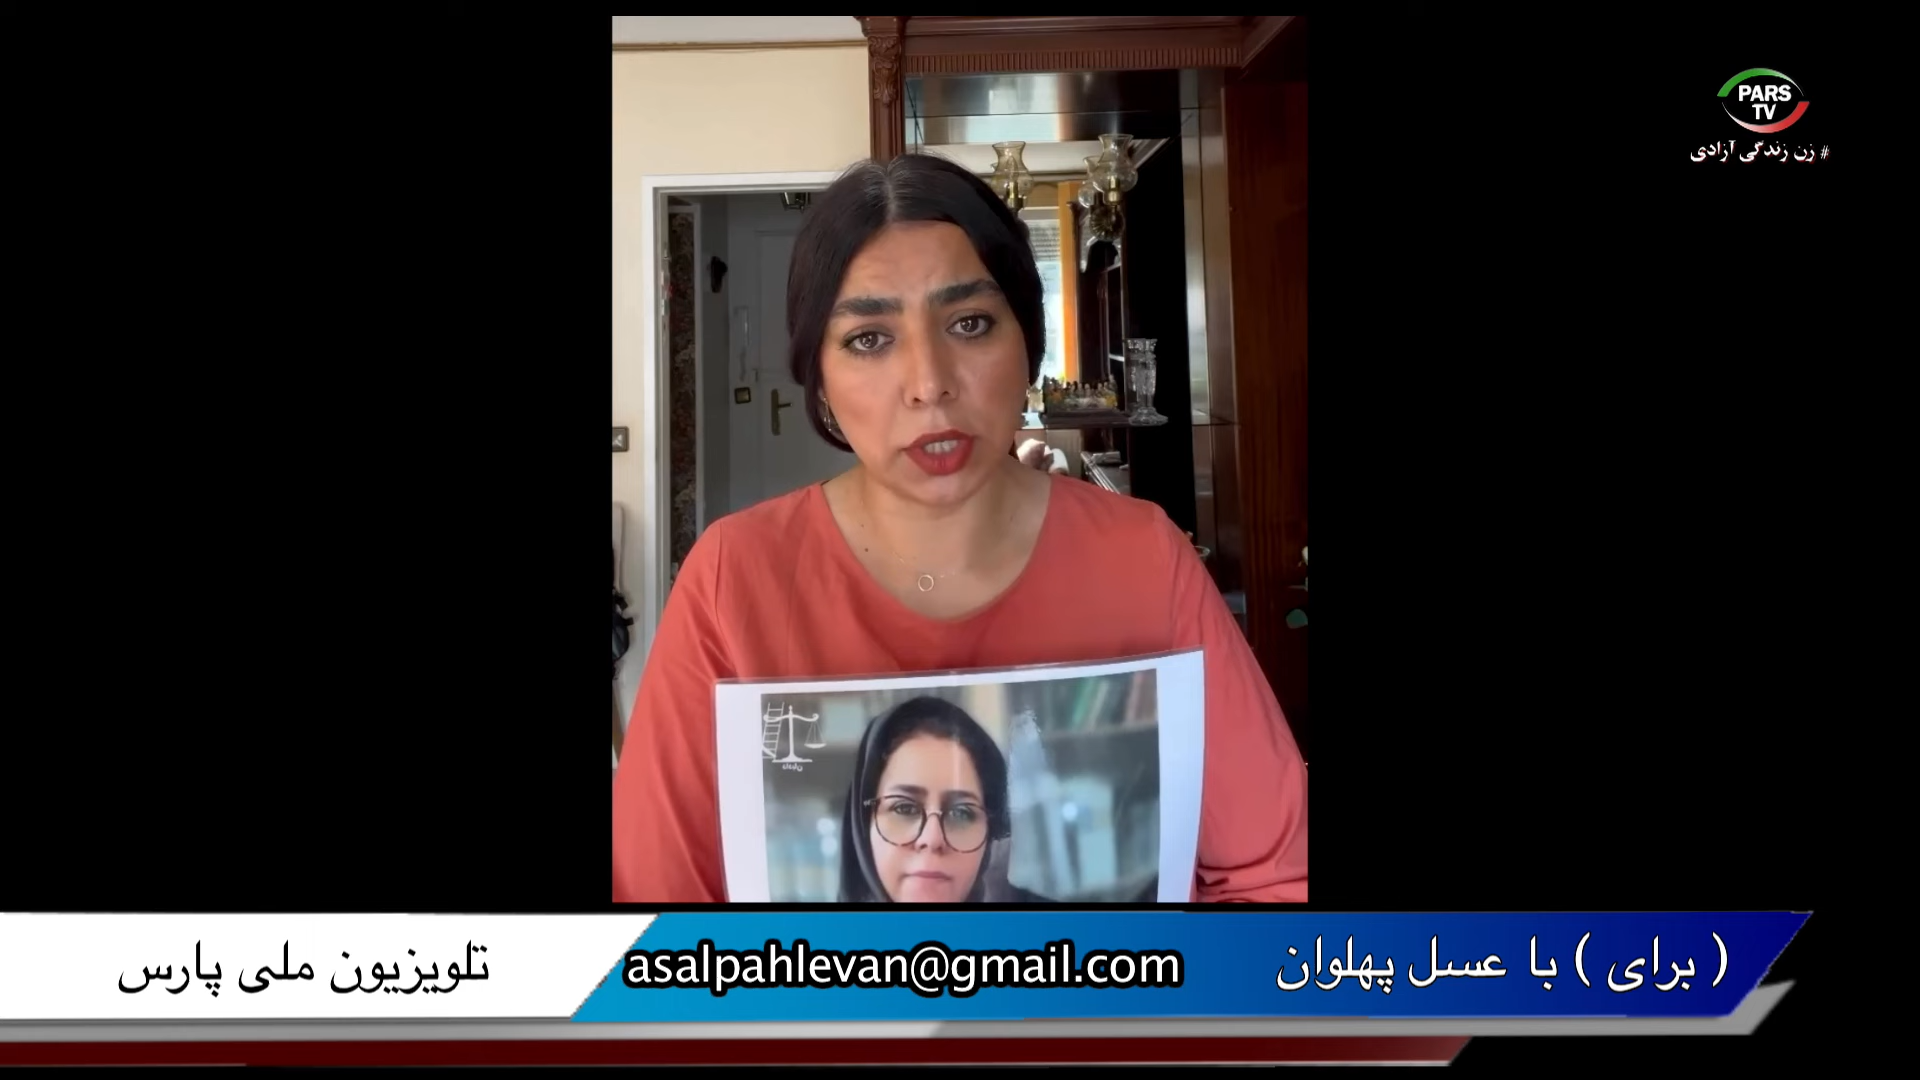 PARS
TV
# زن زندگی آزادی
( برای ) با عسل پهلوان
asalpahlevan@gmail.com
تلویزیون ملی پارس